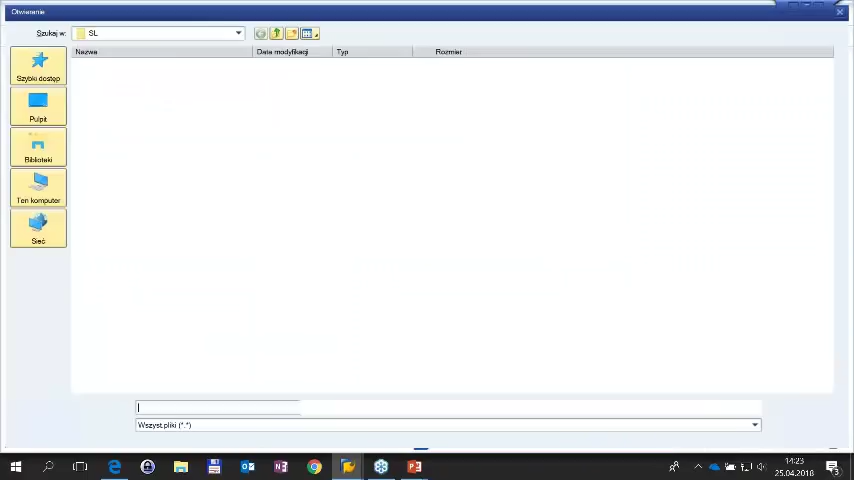 Otwieranie
Szukaj w: SL
Nazwa Data modyfikacji Typ Rozmiar
Szybki dostęp
Pulpit
Biblioteki
Ten komputer
Sieć
Wszyst.pliki (*.*)
14:23
25.04.2018
3